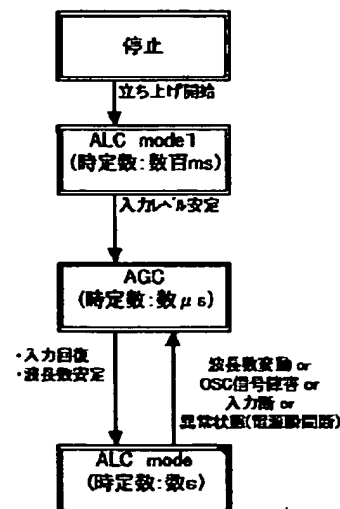 停止
立ち上げ開始
ALC mode1
(時定数:数百ms)
入力レベル安定
AGC
(時定数:数μs)
・入力回復
・波長数安定
波長数変動 or
OSC信号障害 or
入力断 or
異常状態(電源瞬間断)
ALC mode
(時定数:数s)